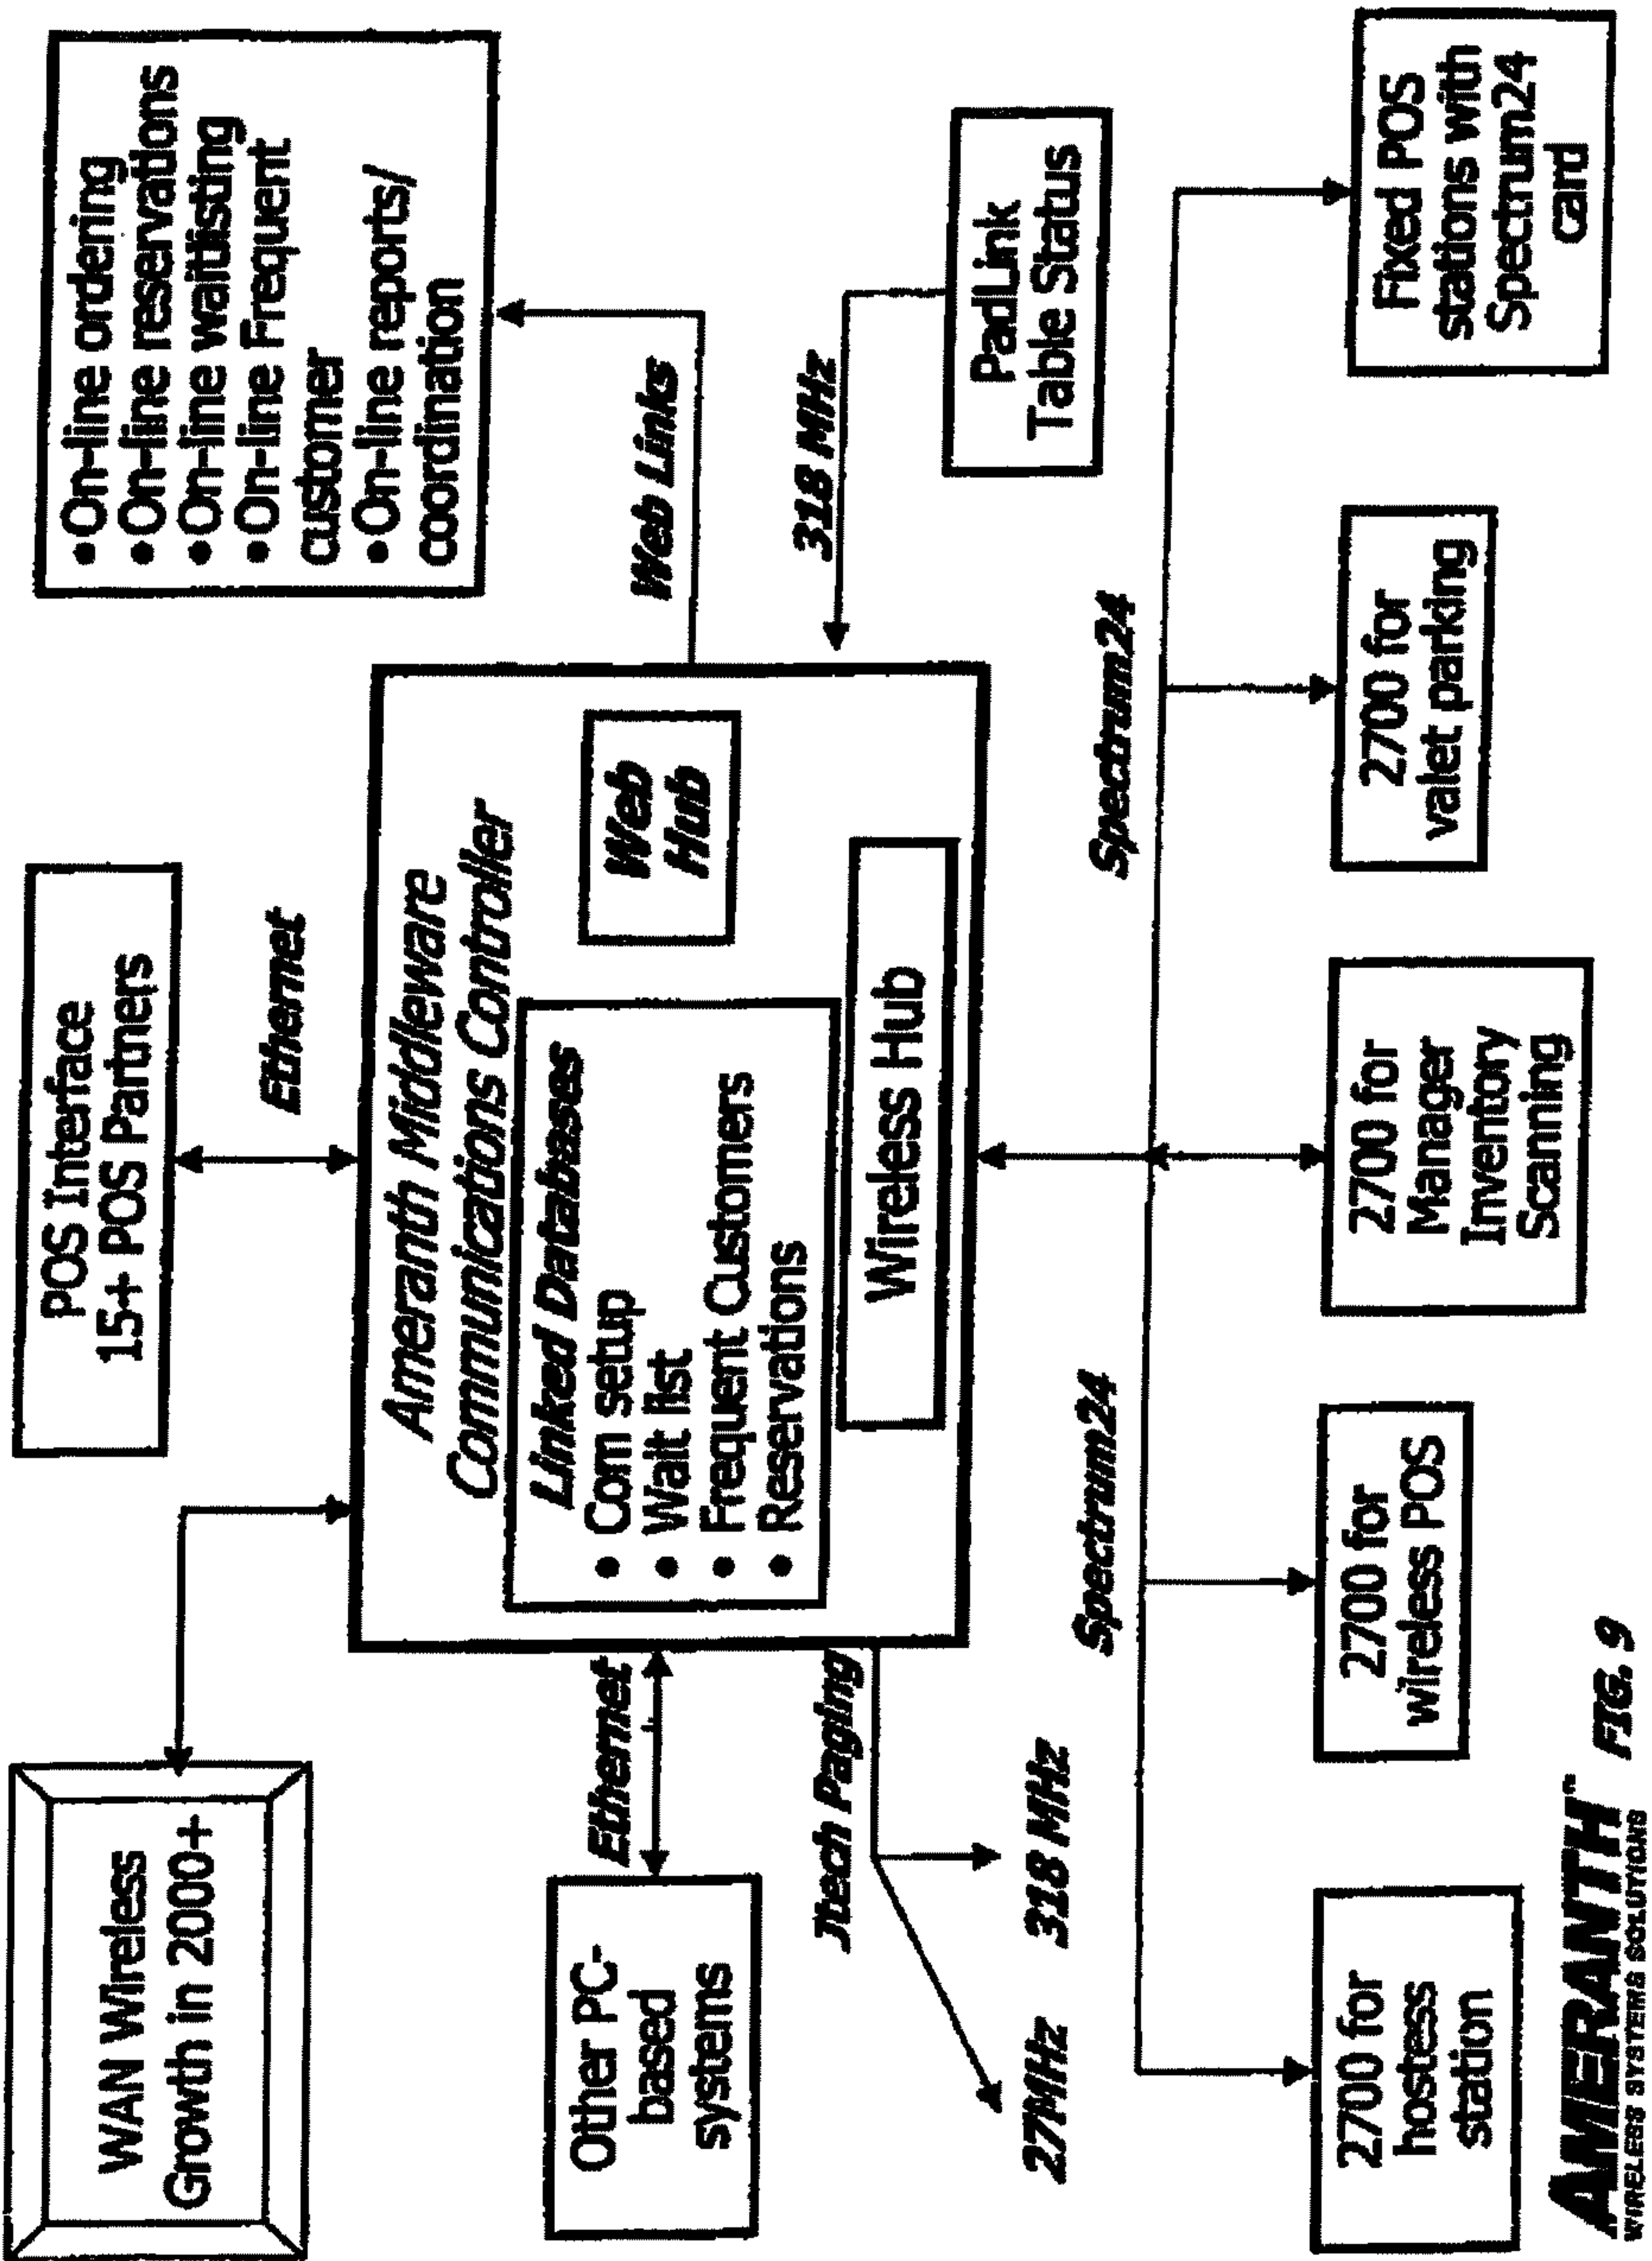 WAN Wireless
Growth in 2000+
POS Interface
15+ POS Partners
Ethernet
• On-line ordering
• On-line reservations
• On-line waitlisting
• On-line Frequent
customer
• On-line reports/
coordination
Ameranth Middleware
Communications Controller
Linked Databases
• Com setup
• Wait list
• Frequent Customers
• Reservations
Web
Hub
Wireless Hub
Other PC-
based
systems
Ethernet
Jtech Paging
27MHz
318 MHz
Web Links
318 MHz
PadLink
Table Status
Spectrum24
Spectrum24
2700 for
hostess
station
2700 for
wireless POS
2700 for
Manager
Inventory
Scanning
2700 for
valet parking
Fixed POS
stations with
Spectrum24
card
AMERANTH™
WIRELESS SYSTEMS SOLUTIONS
FIG. 9